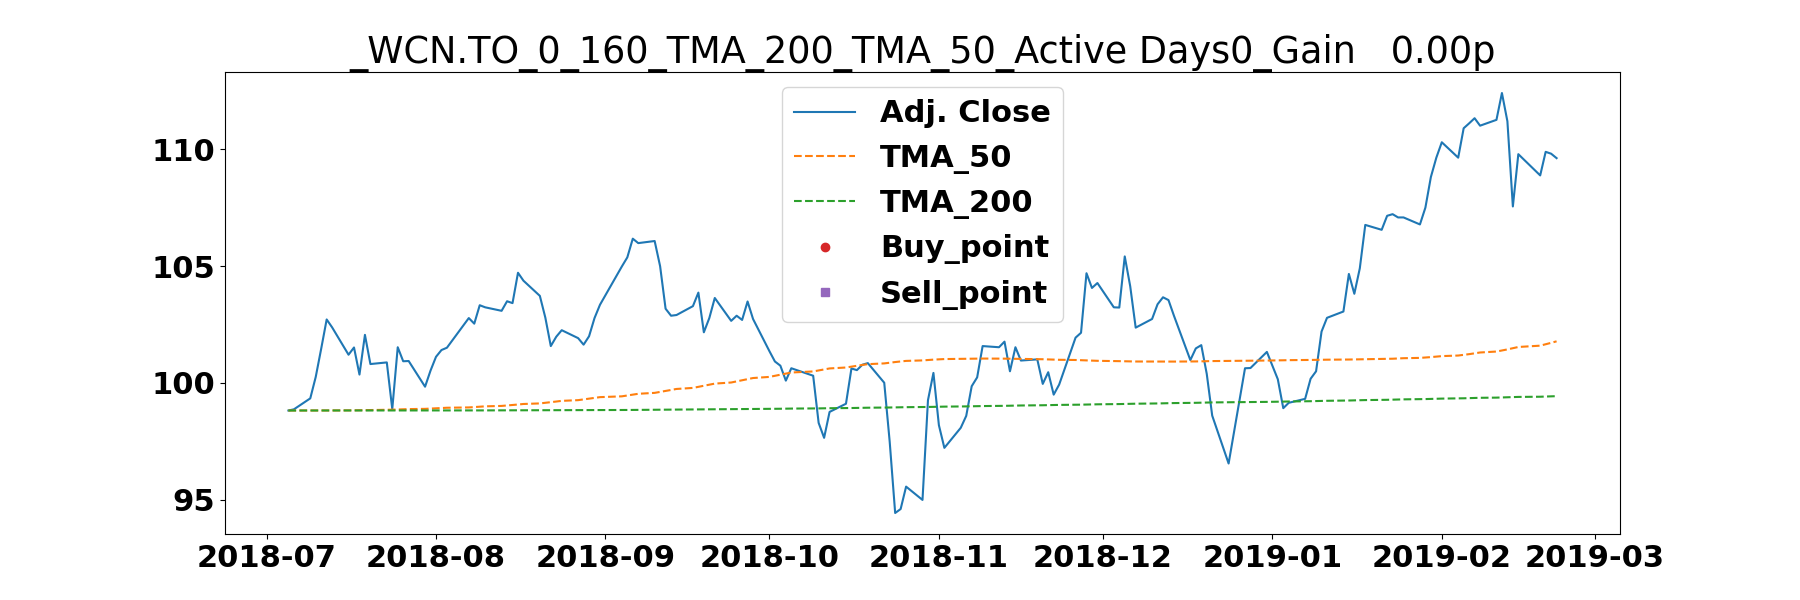 _WCN.TO_0_160_TMA_200_TMA_50_Active Days0_Gain   0.00p
Adj. Close
TMA_50
TMA_200
Buy_point
Sell_point
110
105
100
95
2018-07 2018-08 2018-09 2018-10 2018-11 2018-12 2019-01 2019-02 2019-03